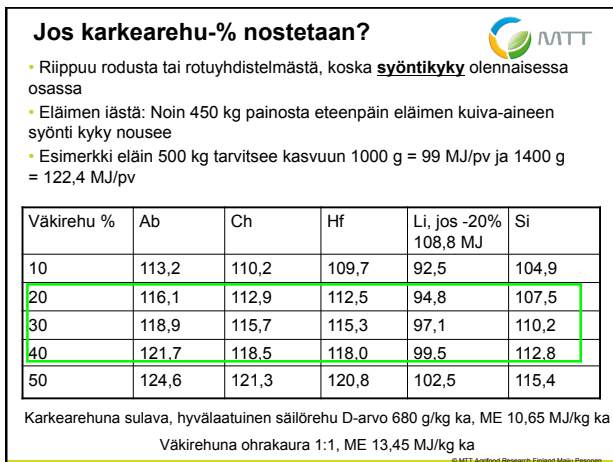 Jos karkearehu-% nostetaan?
MTT
• Riippuu rodusta tai rotuyhdistelmästä, koska syöntikyky olennaisessa
osassa
• Eläimen iästä: Noin 450 kg painosta eteenpäin eläimen kuiva-aineen
syönti kyky nousee
• Esimerkki eläin 500 kg tarvitsee kasvuun 1000 g = 99 MJ/pv ja 1400 g
= 122,4 MJ/pv
Väkirehu % Ab Ch Hf Li, jos -20% Si
108,8 MJ
10 113,2 110,2 109,7 92,5 104,9
20 116,1 112,9 112,5 94,8 107,5
30 118,9 115,7 115,3 97,1 110,2
40 121,7 118,5 118,0 99,5 112,8
50 124,6 121,3 120,8 102,5 115,4
Karkearehuna sulava, hyvälaatuinen säilörehu D-arvo 680 g/kg ka, ME 10,65 MJ/kg ka
Väkirehuna ohrakaura 1:1, ME 13,45 MJ/kg ka
© MTT Agrifood Research Finland Maiju Pesonen